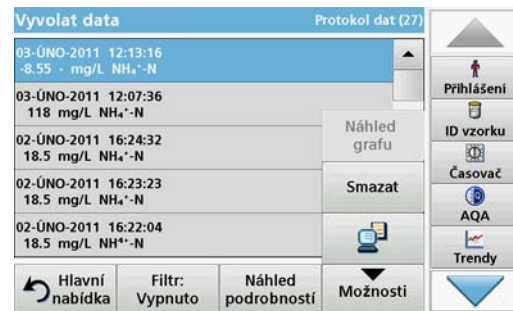 Vyvolat data
Protokol dat (27)
03-ÚNO-2011 12:13:16
-8.55 - mg/L NH₄⁺-N
03-ÚNO-2011 12:07:36
118 mg/L NH₄⁺-N
02-ÚNO-2011 16:24:32
18.5 mg/L NH₄⁺-N
02-ÚNO-2011 16:23:23
18.5 mg/L NH₄⁺-N
02-ÚNO-2011 16:22:04
18.5 mg/L NH⁴⁺-N
Náhled
grafu
Smazat
Hlavní
nabídka
Filtr:
Vypnuto
Náhled
podrobností
Možnosti
Přihlášení
ID vzorku
Časovač
AQA
Trendy